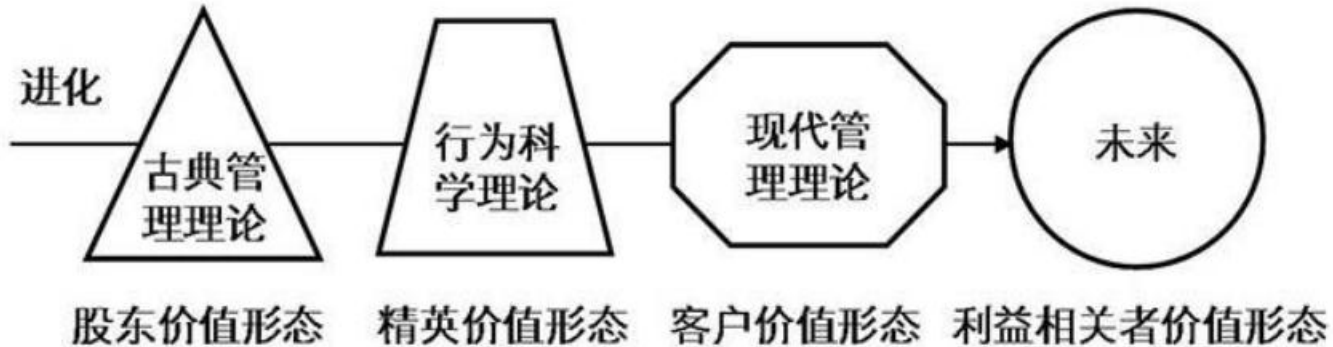 进化
古典管
理理论
行为科
学理论
现代管
理理论
未来
股东价值形态
精英价值形态
客户价值形态
利益相关者价值形态